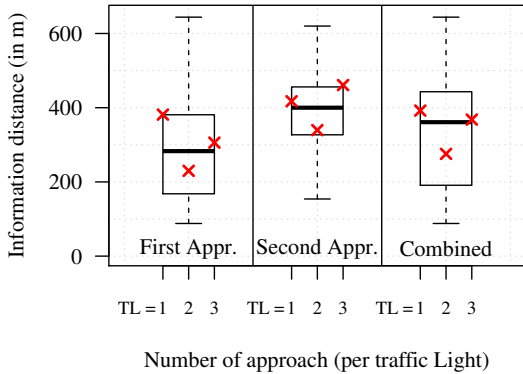 Information distance (in m)
600
400
200
0
First Appr. Second Appr. Combined
TL = 1 2 3 TL = 1 2 3 TL = 1 2 3
Number of approach (per traffic Light)